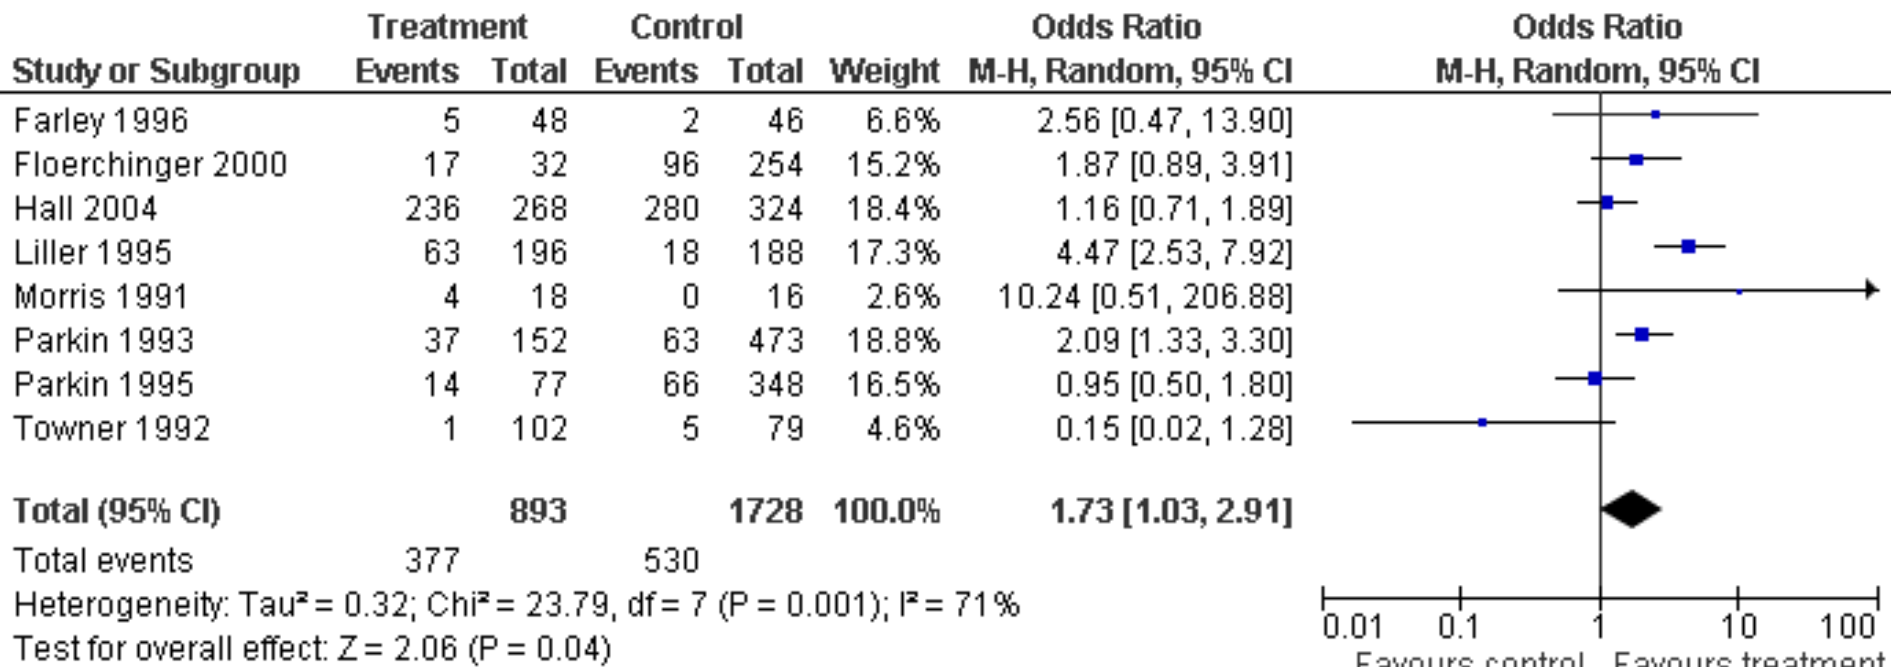 Treatment Control Odds Ratio Odds Ratio
Study or Subgroup Events Total Events Total Weight M-H, Random, 95% CI M-H, Random, 95% CI
Farley 1996 5 48 2 46 6.6% 2.56 [0.47, 13.90]
Floerchinger 2000 17 32 96 254 15.2% 1.87 [0.89, 3.91]
Hall 2004 236 268 280 324 18.4% 1.16 [0.71, 1.89]
Liller 1995 63 196 18 188 17.3% 4.47 [2.53, 7.92]
Morris 1991 4 18 0 16 2.6% 10.24 [0.51, 206.88]
Parkin 1993 37 152 63 473 18.8% 2.09 [1.33, 3.30]
Parkin 1995 14 77 66 348 16.5% 0.95 [0.50, 1.80]
Towner 1992 1 102 5 79 4.6% 0.15 [0.02, 1.28]
Total (95% CI) 893 1728 100.0% 1.73 [1.03, 2.91]
Total events 377 530
Heterogeneity: Tau² = 0.32; Chi² = 23.79, df = 7 (P = 0.001); I² = 71%
Test for overall effect: Z = 2.06 (P = 0.04)
0.01 0.1 1 10 100
Favours control Favours treatment